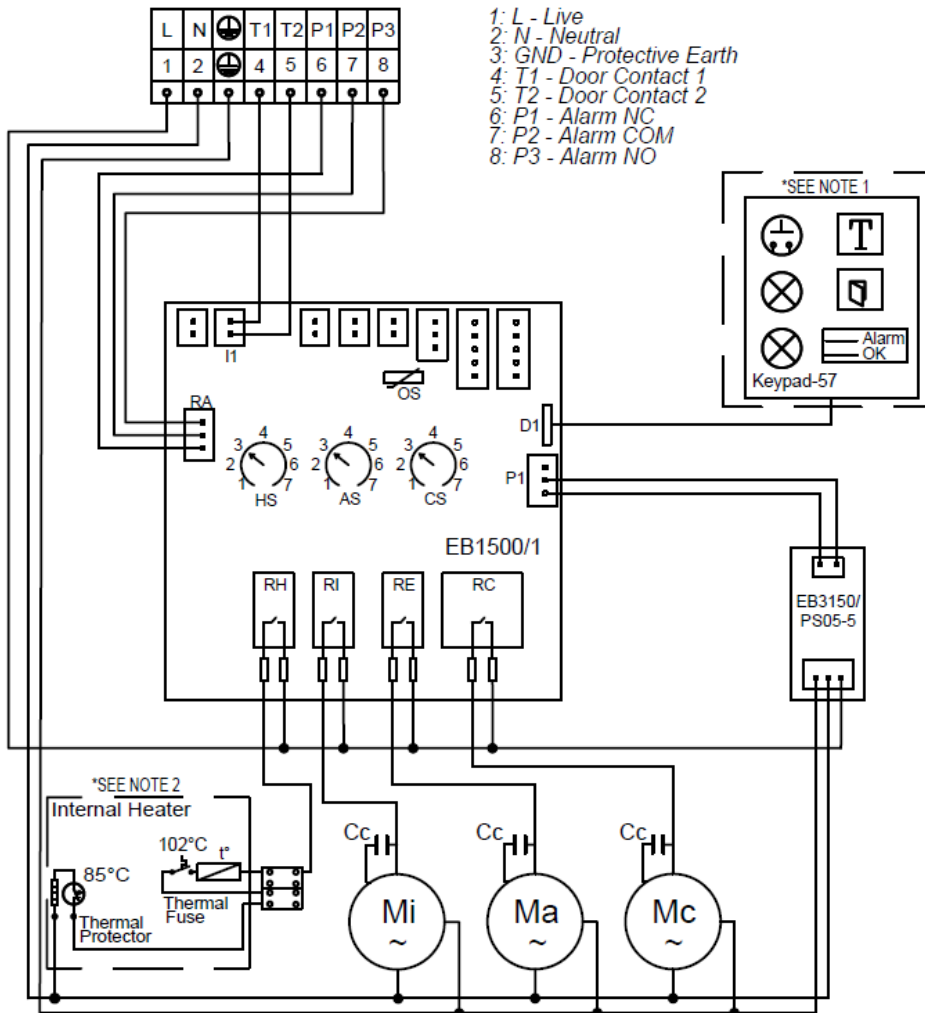 L N T1 T2 P1 P2 P3
1 2 4 5 6 7 8
1: L - Live
2: N - Neutral
3: GND - Protective Earth
4: T1 - Door Contact 1
5: T2 - Door Contact 2
6: P1 - Alarm NC
7: P2 - Alarm COM
8: P3 - Alarm NO
*SEE NOTE 1
T
Alarm
OK
Keypad-57
I1
OS
RA
D1
P1
1 2 3 4 5 6 7
HS
1 2 3 4 5 6 7
AS
1 2 3 4 5 6 7
CS
EB1500/1
RH RI RE RC
EB3150/
PS05-5
*SEE NOTE 2
Internal Heater
102°C
t°
85°C
Thermal
Fuse
Thermal
Protector
Cc Cc Cc
Mi Ma Mc
~ ~ ~